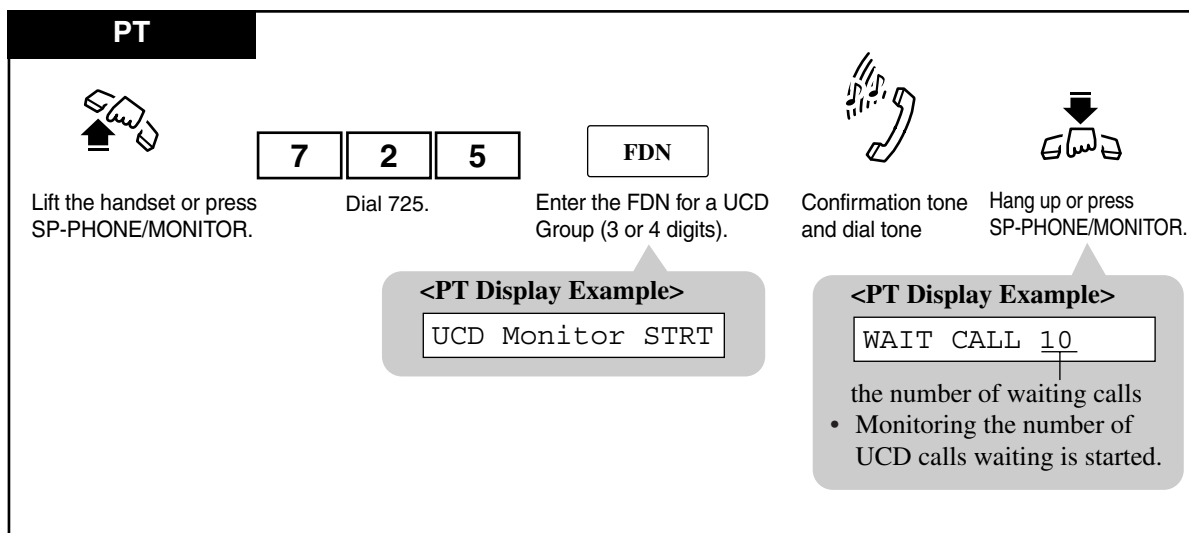 PT
7 2 5
FDN
Lift the handset or press
SP-PHONE/MONITOR.
Dial 725.
Enter the FDN for a UCD
Group (3 or 4 digits).
Confirmation tone
and dial tone
Hang up or press
SP-PHONE/MONITOR.
<PT Display Example>
UCD Monitor STRT
<PT Display Example>
WAIT CALL 10
the number of waiting calls
• Monitoring the number of
UCD calls waiting is started.